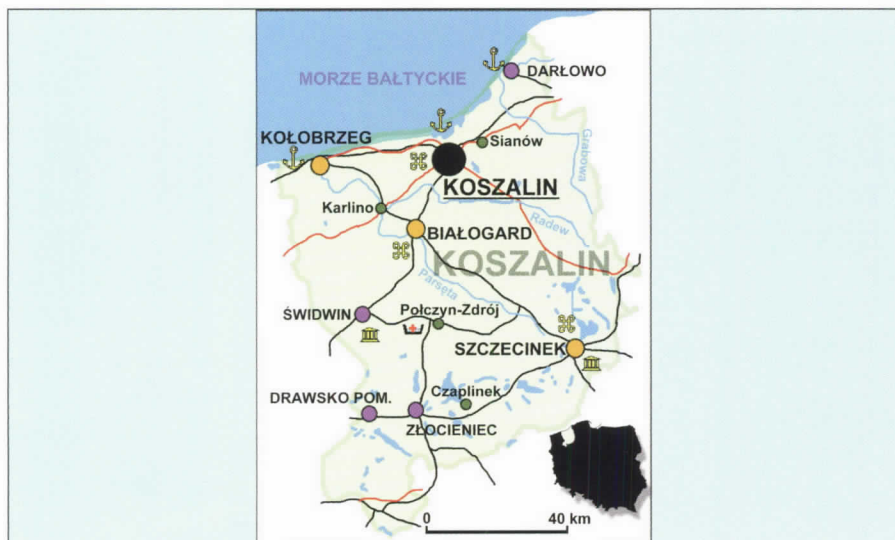 MORZE BAŁTYCKIE
DARŁOWO
KOŁOBRZEG
Sianów
Grabowa
KOSZALIN
Karlino
Radew
BIAŁOGARD
KOSZALIN
Parsęta
ŚWIDWIN
Połczyn-Zdrój
SZCZECINEK
Czaplinek
DRAWSKO POM.
ZŁOCIENIEC
0 40 km